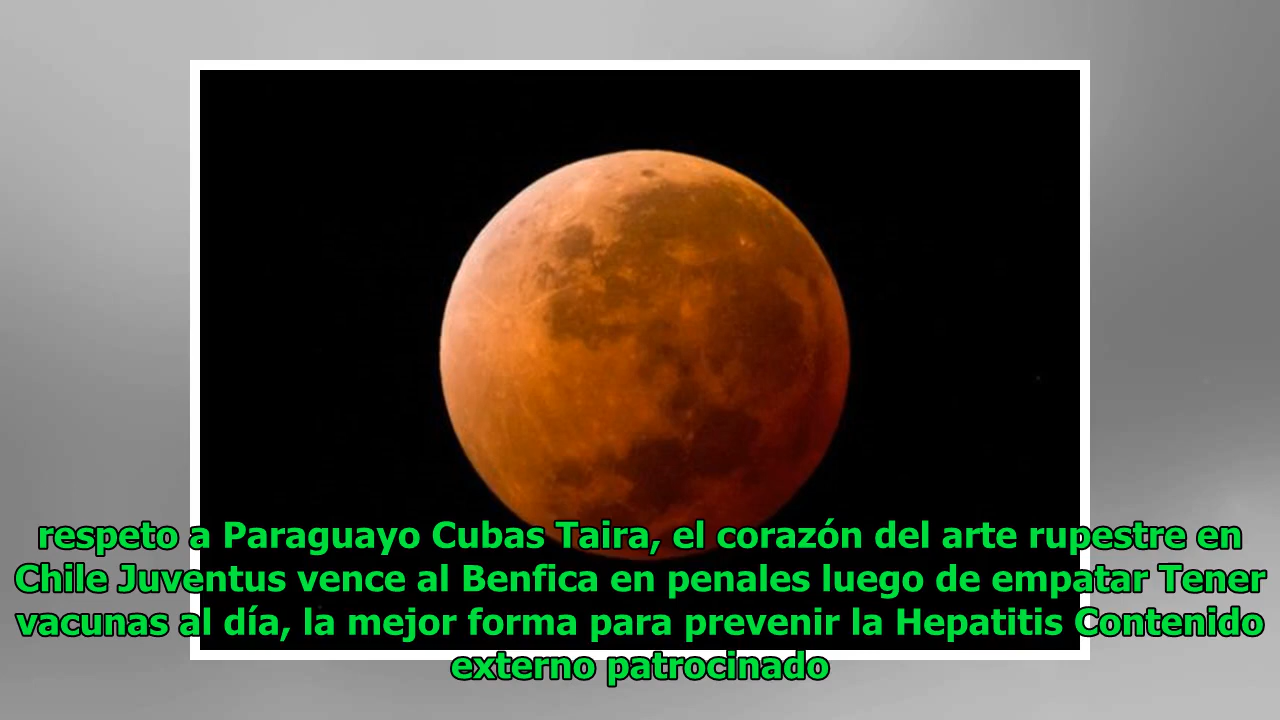 respeto a Paraguayo Cubas Taira, el corazón del arte rupestre en
Chile Juventus vence al Benfica en penales luego de empatar Tener
vacunas al día, la mejor forma para prevenir la Hepatitis Contenido
externo patrocinado